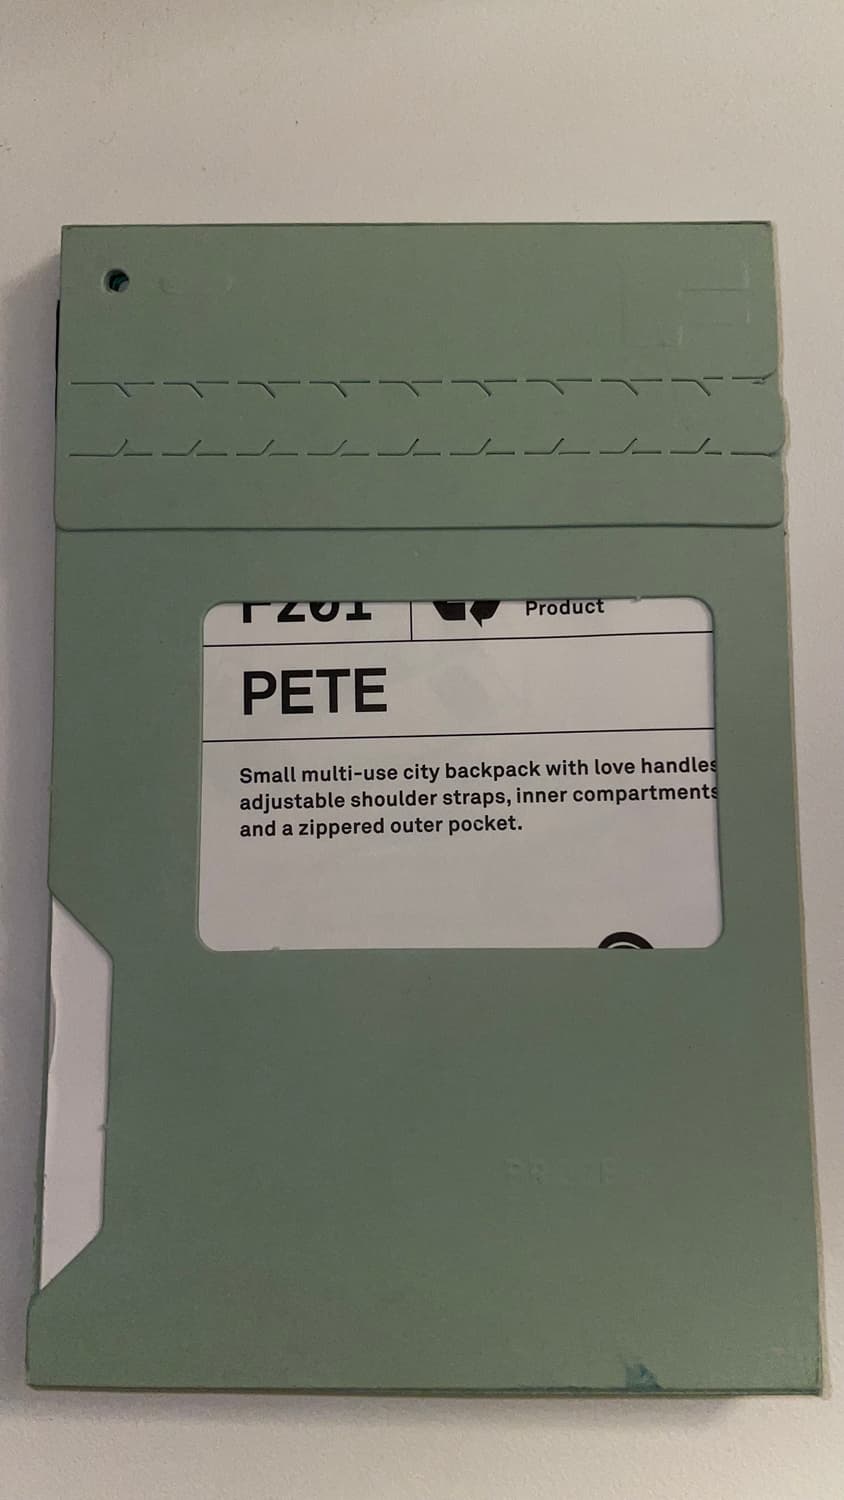 F201
Product
PETE
Small multi-use city backpack with love handles
adjustable shoulder straps, inner compartments
and a zippered outer pocket.